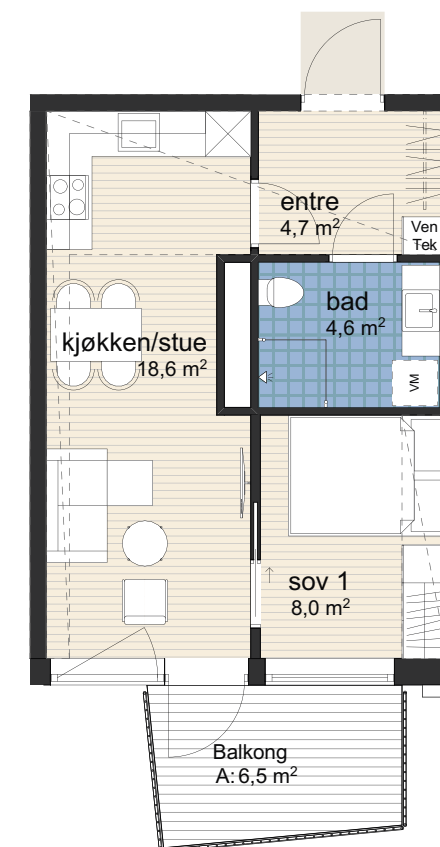 entre
4,7 m²
Ven
Tek
bad
4,6 m²
kjøkken/stue
18,6 m²
VM
sov 1
8,0 m²
Balkong
A: 6,5 m²